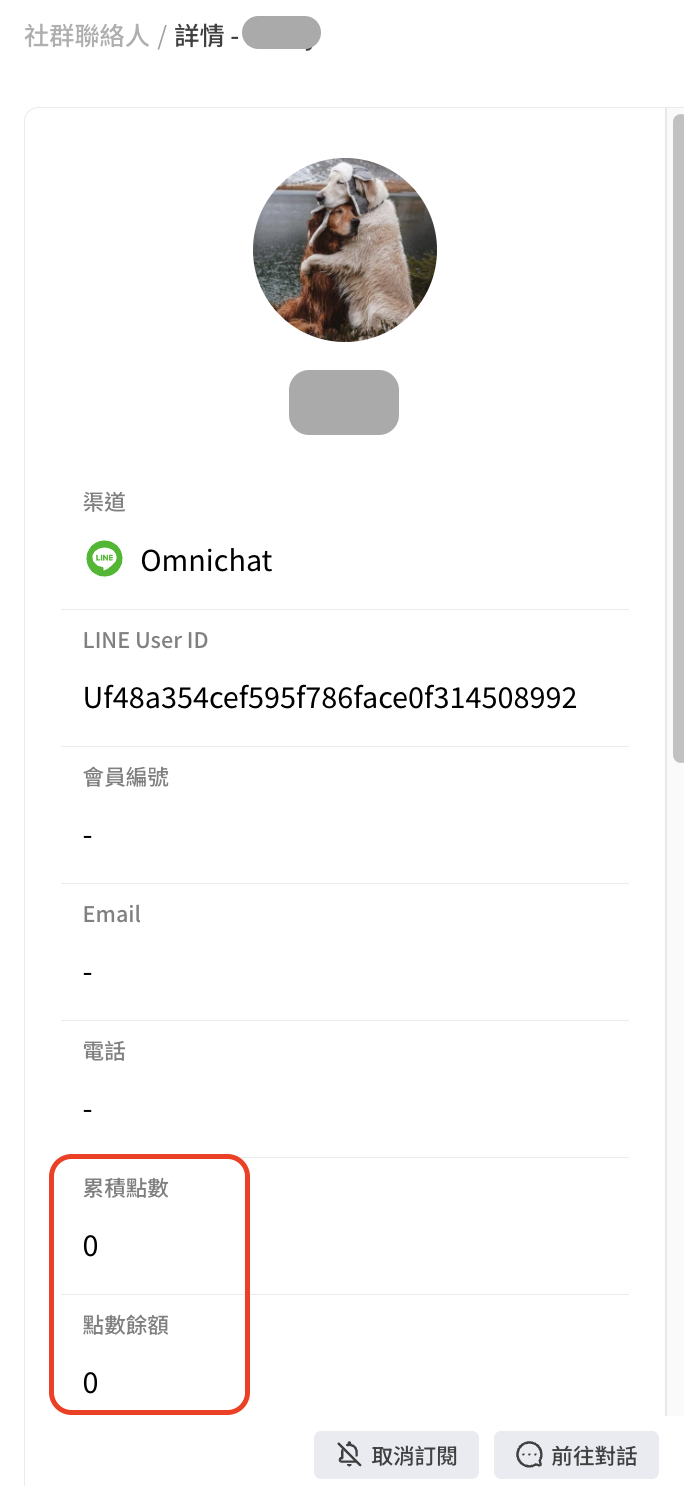 社群聯絡人 / 詳情 -
渠道
LINE
Omnichat
LINE User ID
Uf48a354cef595f786face0f314508992
會員編號
-
Email
-
電話
-
累積點數
0
點數餘額
0
取消訂閱
前往對話